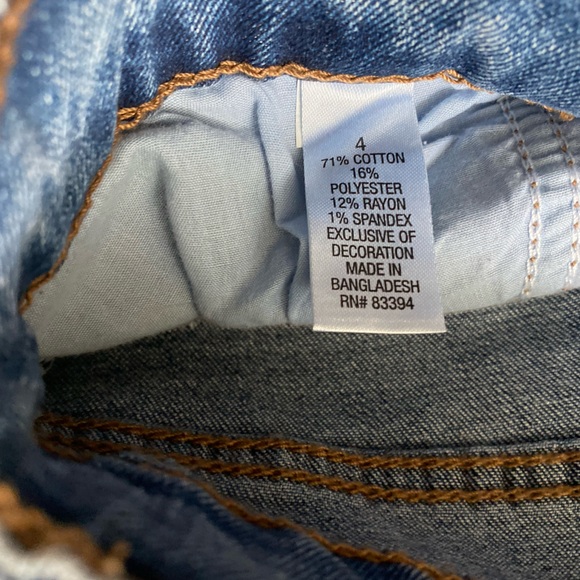 4
71% COTTON
16%
POLYESTER
12% RAYON
1% SPANDEX
EXCLUSIVE OF
DECORATION
MADE IN
BANGLADESH
RN# 83394